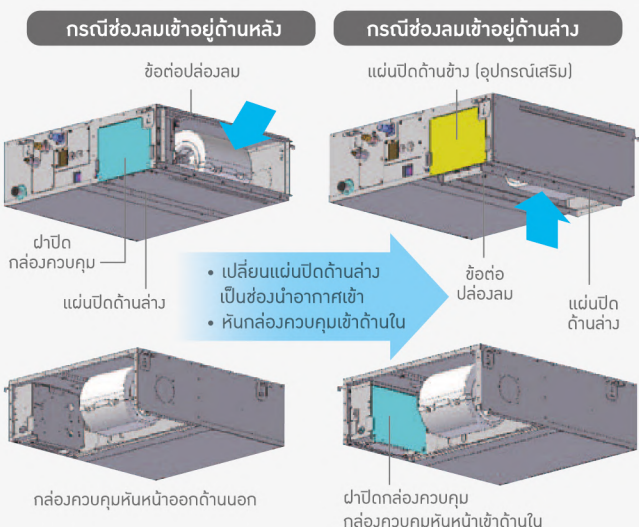 กรณีช่องลมเข้าอยู่ด้านหลัง
ข้อต่อปล่องลม
ฝาปิด
กล่องควบคุม
แผ่นปิดด้านล่าง
กรณีช่องลมเข้าอยู่ด้านล่าง
แผ่นปิดด้านข้าง (อุปกรณ์เสริม)
ข้อต่อ
ปล่องลม
แผ่นปิด
ด้านล่าง
• เปลี่ยนแผ่นปิดด้านล่าง
เป็นช่องนำอากาศเข้า
• หันกล่องควบคุมเข้าด้านใน
กล่องควบคุมหันหน้าออกด้านนอก
ฝาปิดกล่องควบคุม
กล่องควบคุมหันหน้าเข้าด้านใน